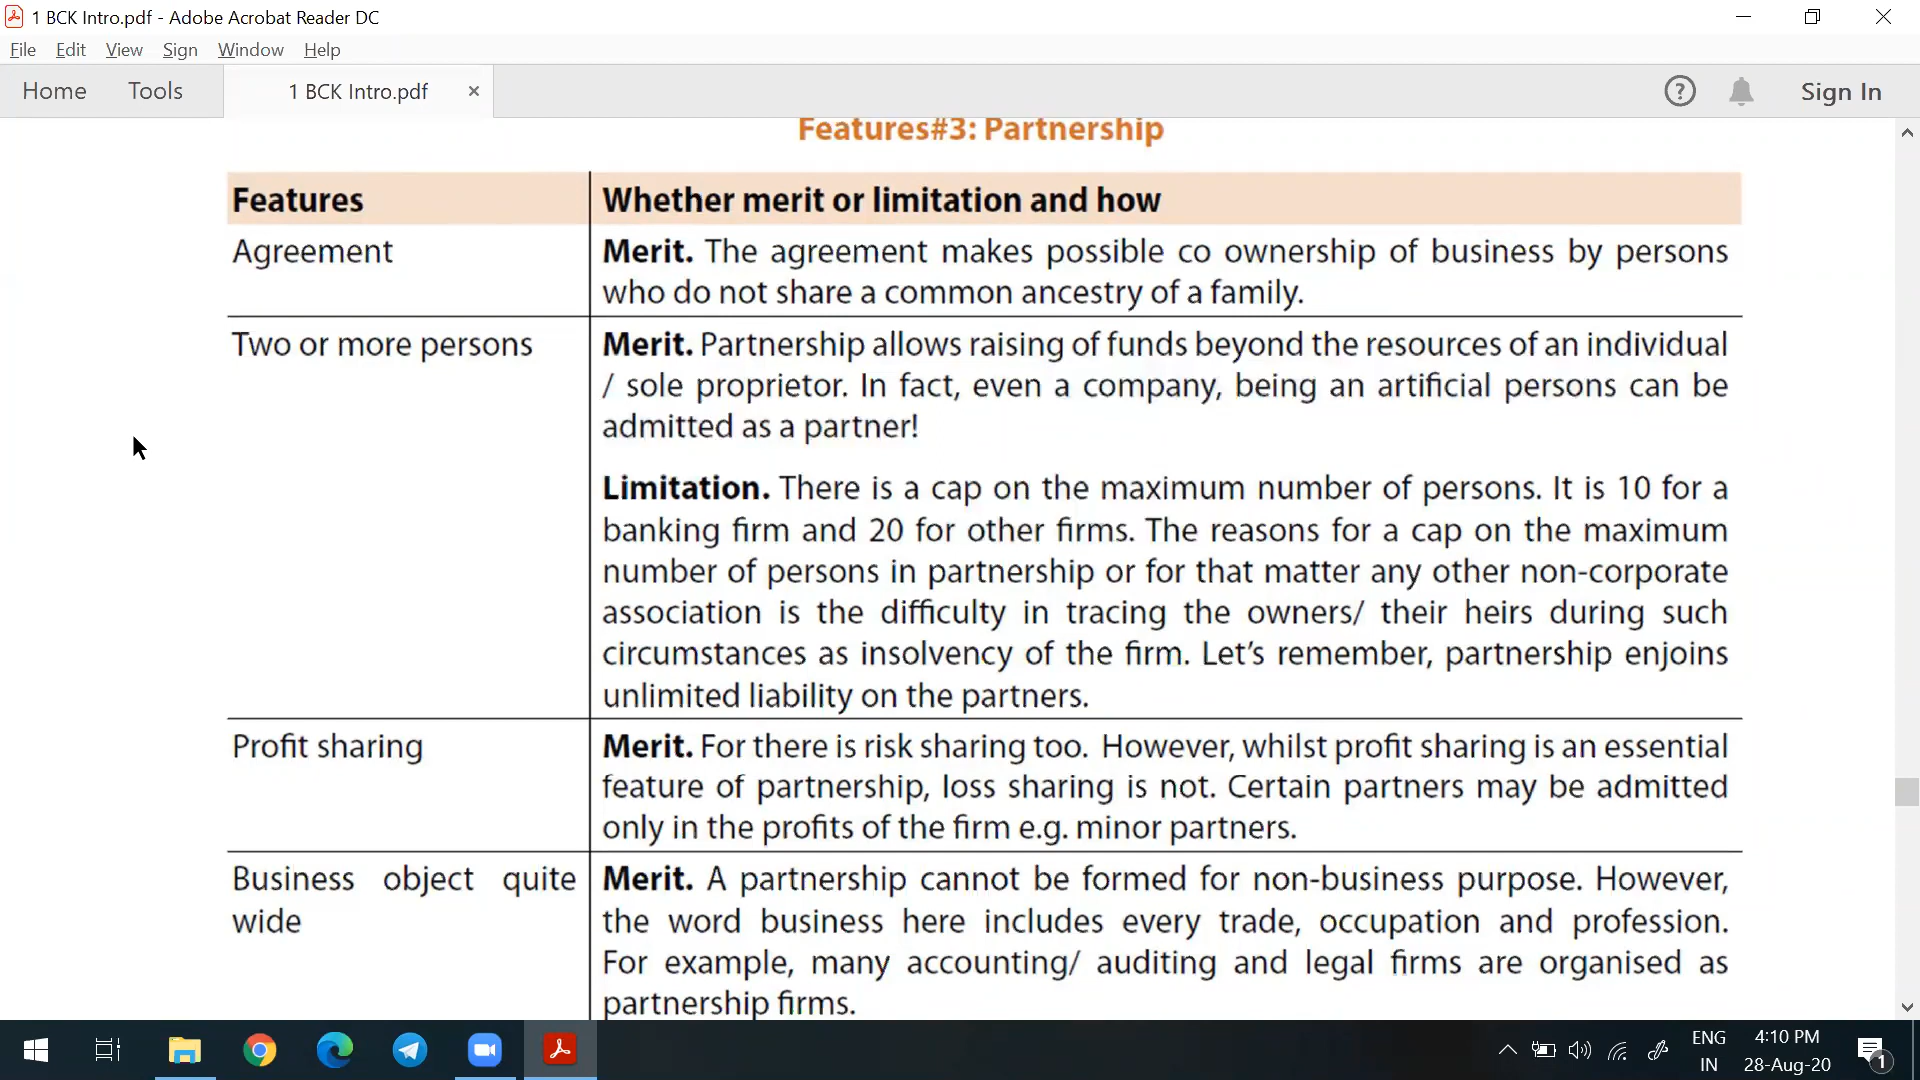 1 BCK Intro.pdf - Adobe Acrobat Reader DC
File Edit View Sign Window Help
Home Tools 1 BCK Intro.pdf × ? Sign In
Features#3: Partnership
Features Whether merit or limitation and how
Agreement Merit. The agreement makes possible co ownership of business by persons
who do not share a common ancestry of a family.
Two or more persons Merit. Partnership allows raising of funds beyond the resources of an individual
/ sole proprietor. In fact, even a company, being an artificial persons can be
admitted as a partner!
Limitation. There is a cap on the maximum number of persons. It is 10 for a
banking firm and 20 for other firms. The reasons for a cap on the maximum
number of persons in partnership or for that matter any other non-corporate
association is the difficulty in tracing the owners/ their heirs during such
circumstances as insolvency of the firm. Let's remember, partnership enjoins
unlimited liability on the partners.
Profit sharing Merit. For there is risk sharing too. However, whilst profit sharing is an essential
feature of partnership, loss sharing is not. Certain partners may be admitted
only in the profits of the firm e.g. minor partners.
Business object quite Merit. A partnership cannot be formed for non-business purpose. However,
wide the word business here includes every trade, occupation and profession.
For example, many accounting/ auditing and legal firms are organised as
partnership firms.
ENG 4:10 PM
IN 28-Aug-20 1